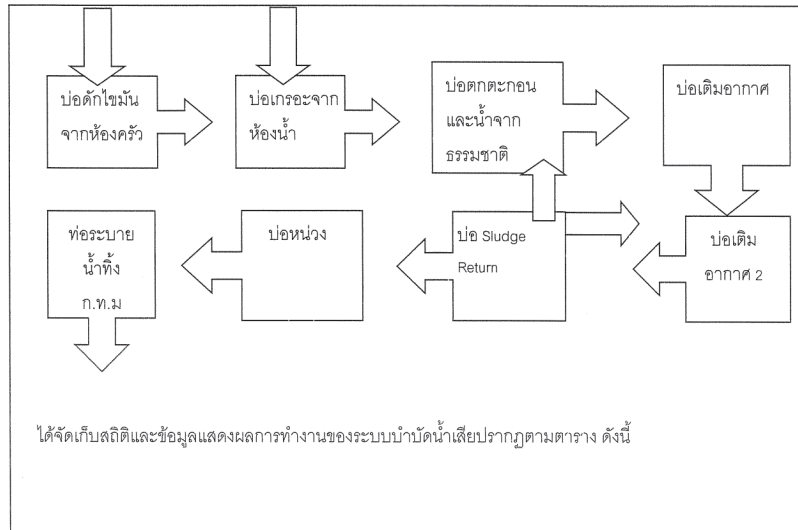 บ่อดักไขมัน
จากห้องครัว
บ่อเกรอะจาก
ห้องน้ำ
บ่อตกตะกอน
และน้ำจาก
ธรรมชาติ
บ่อเติมอากาศ
ท่อระบาย
น้ำทิ้ง
ก.ท.ม
บ่อหน่วง
บ่อ Sludge
Return
บ่อเติม
อากาศ 2
ได้จัดเก็บสถิติและข้อมูลแสดงผลการทำงานของระบบบำบัดน้ำเสียปรากฏตามตาราง ดังนี้